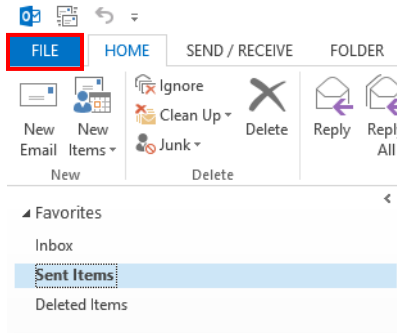 FILE HOME SEND / RECEIVE FOLDER
Ignore
Clean Up
Junk
New Email
New Items
Delete
Reply
Reply All
New
Delete
Favorites
Inbox
Sent Items
Deleted Items